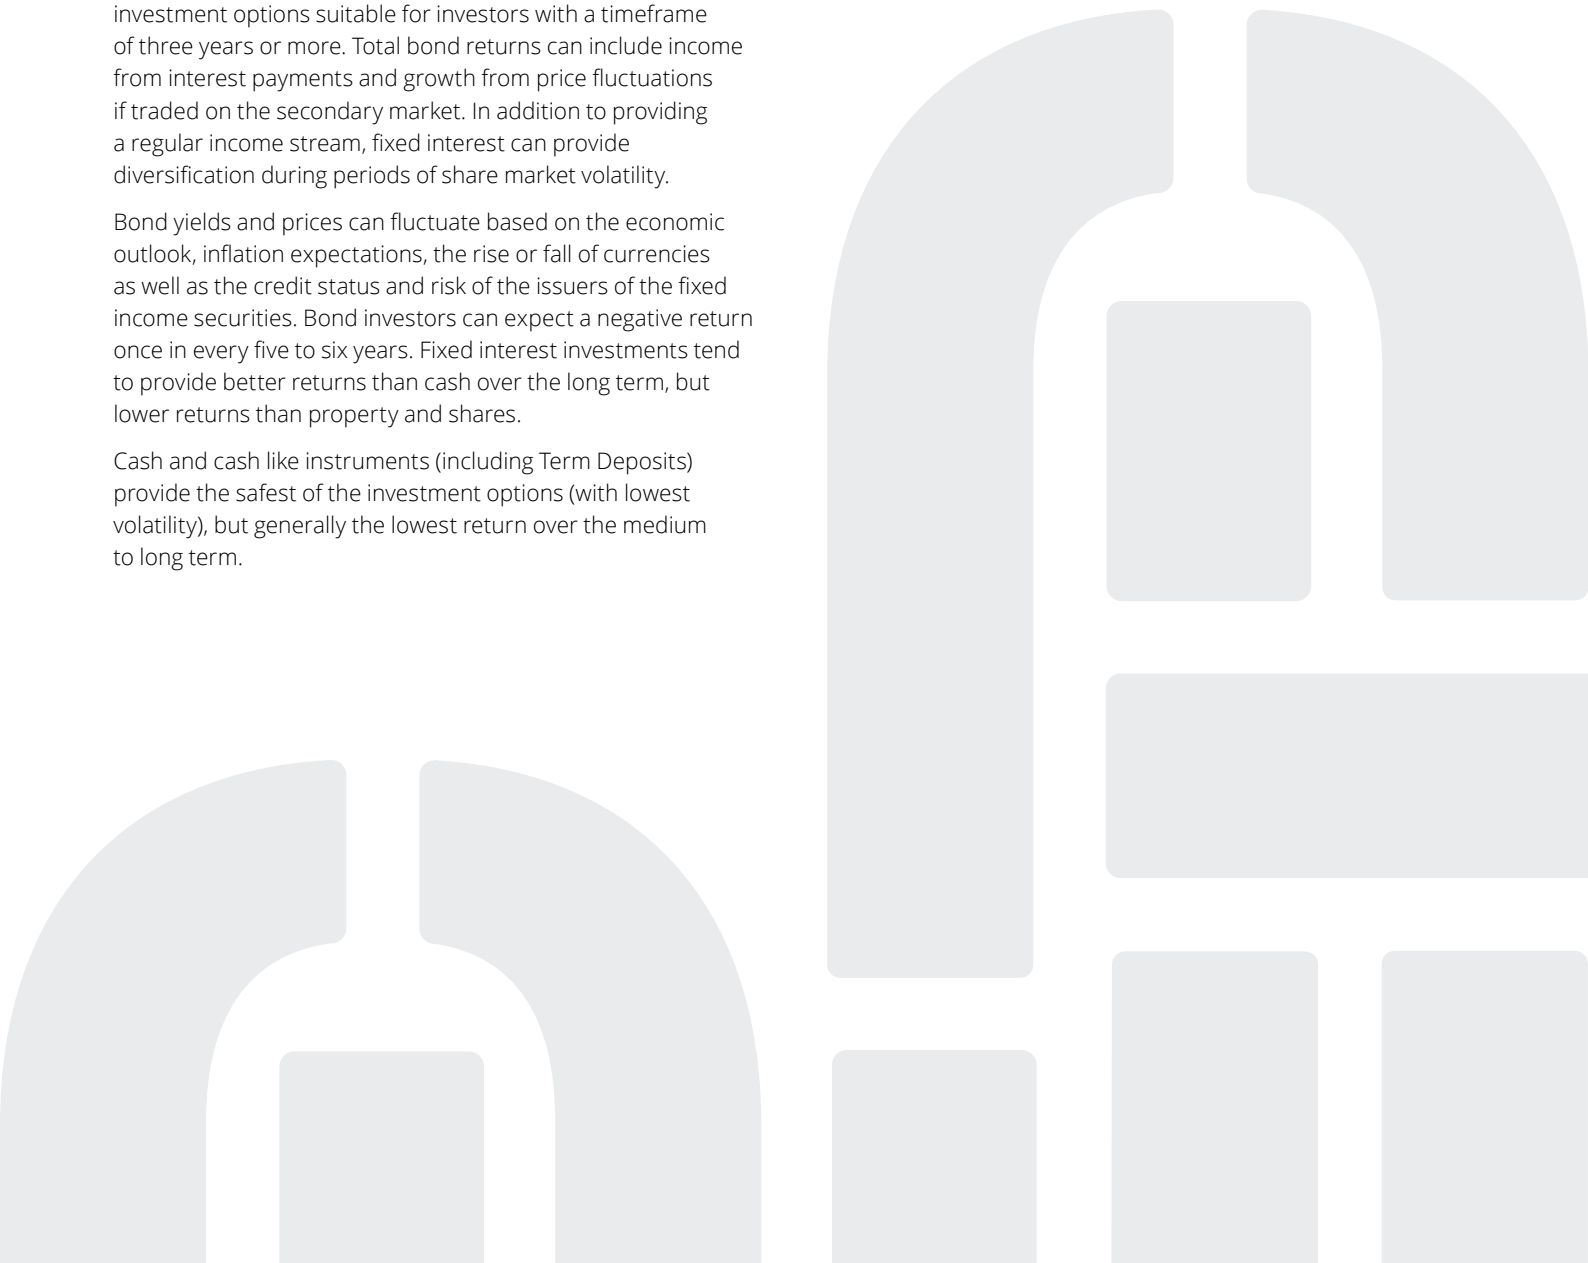 investment options suitable for investors with a timeframe
of three years or more. Total bond returns can include income
from interest payments and growth from price fluctuations
if traded on the secondary market. In addition to providing
a regular income stream, fixed interest can provide
diversification during periods of share market volatility.
Bond yields and prices can fluctuate based on the economic
outlook, inflation expectations, the rise or fall of currencies
as well as the credit status and risk of the issuers of the fixed
income securities. Bond investors can expect a negative return
once in every five to six years. Fixed interest investments tend
to provide better returns than cash over the long term, but
lower returns than property and shares.
Cash and cash like instruments (including Term Deposits)
provide the safest of the investment options (with lowest
volatility), but generally the lowest return over the medium
to long term.